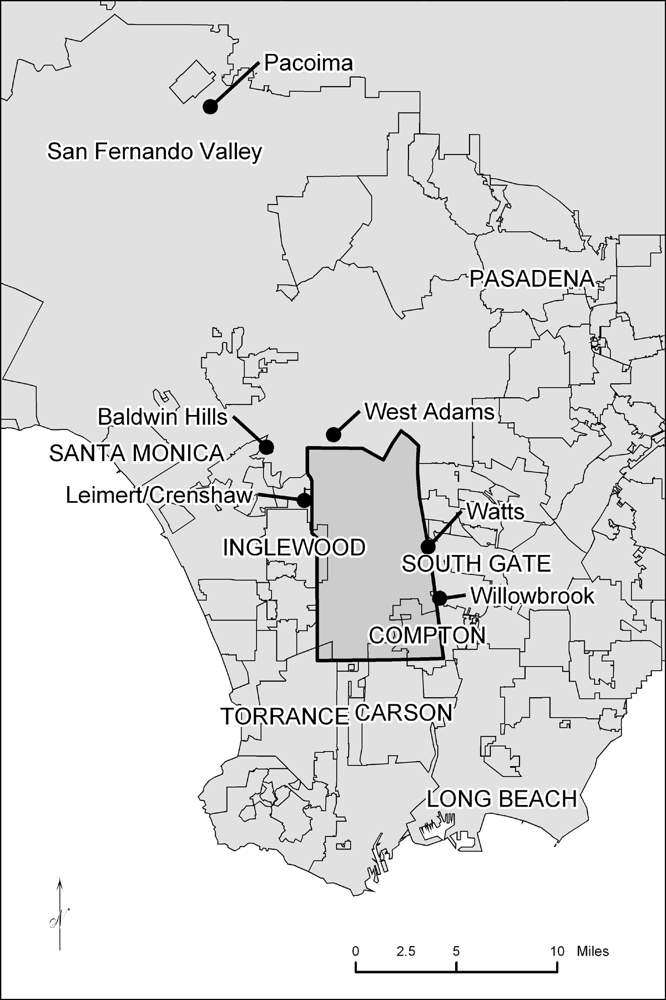 Pacoima
San Fernando Valley
PASADENA
West Adams
Baldwin Hills
SANTA MONICA
Leimert/Crenshaw
Watts
INGLEWOOD
SOUTH GATE
Willowbrook
COMPTON
TORRANCE
CARSON
LONG BEACH
N
0 2.5 5 10 Miles